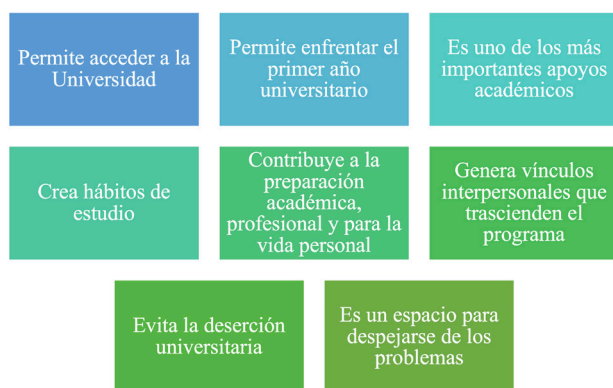 Permite acceder a la
Universidad
Permite enfrentar el
primer año
universitario
Es uno de los más
importantes apoyos
académicos
Crea hábitos de
estudio
Contribuye a la
preparación
académica,
profesional y para la
vida personal
Genera vínculos
interpersonales que
trascienden el
programa
Evita la deserción
universitaria
Es un espacio para
despejarse de los
problemas